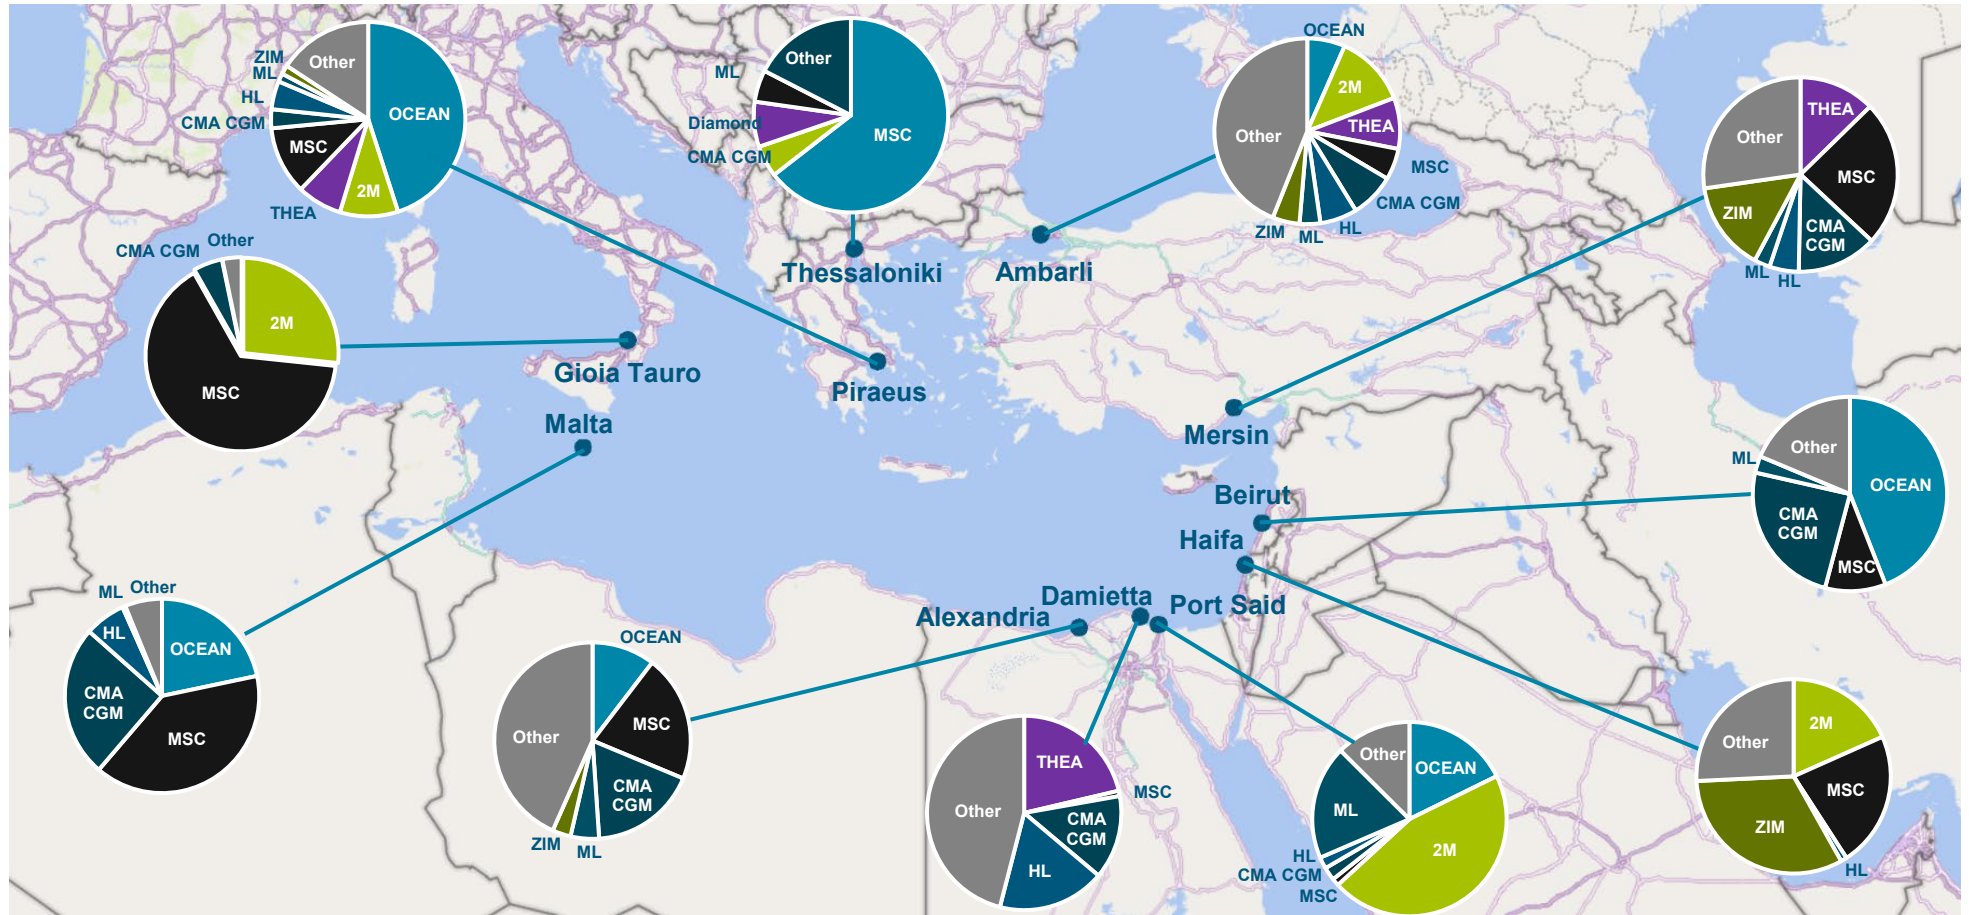 ZIM
ML
HL
CMA CGM
MSC
THEA
2M
OCEAN
Other
Other
ML
Diamond
CMA CGM
MSC
OCEAN
2M
THEA
MSC
CMA CGM
HL
ML
ZIM
Other
THEA
MSC
CMA
CGM
HL
ML
ZIM
Other
CMA CGM
Other
2M
MSC
Thessaloniki
Ambarli
Gioia Tauro
Piraeus
Malta
Mersin
Beirut
Haifa
Damietta
Port Said
Alexandria
Other
ML
OCEAN
CMA
CGM
MSC
ML
Other
HL
OCEAN
CMA
CGM
MSC
OCEAN
MSC
Other
CMA
CGM
ZIM
ML
THEA
MSC
Other
CMA
CGM
HL
Other
OCEAN
ML
2M
HL
CMA CGM
MSC
Other
2M
MSC
ZIM
HL